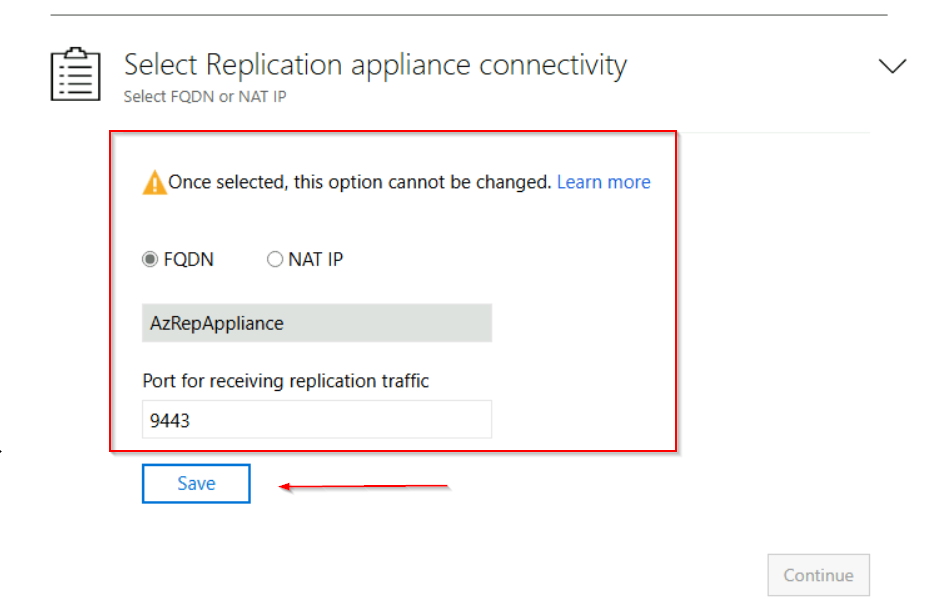 Select Replication appliance connectivity
Select FQDN or NAT IP
Once selected, this option cannot be changed. Learn more
FQDN NAT IP
AzRepAppliance
Port for receiving replication traffic
9443
Save
Continue